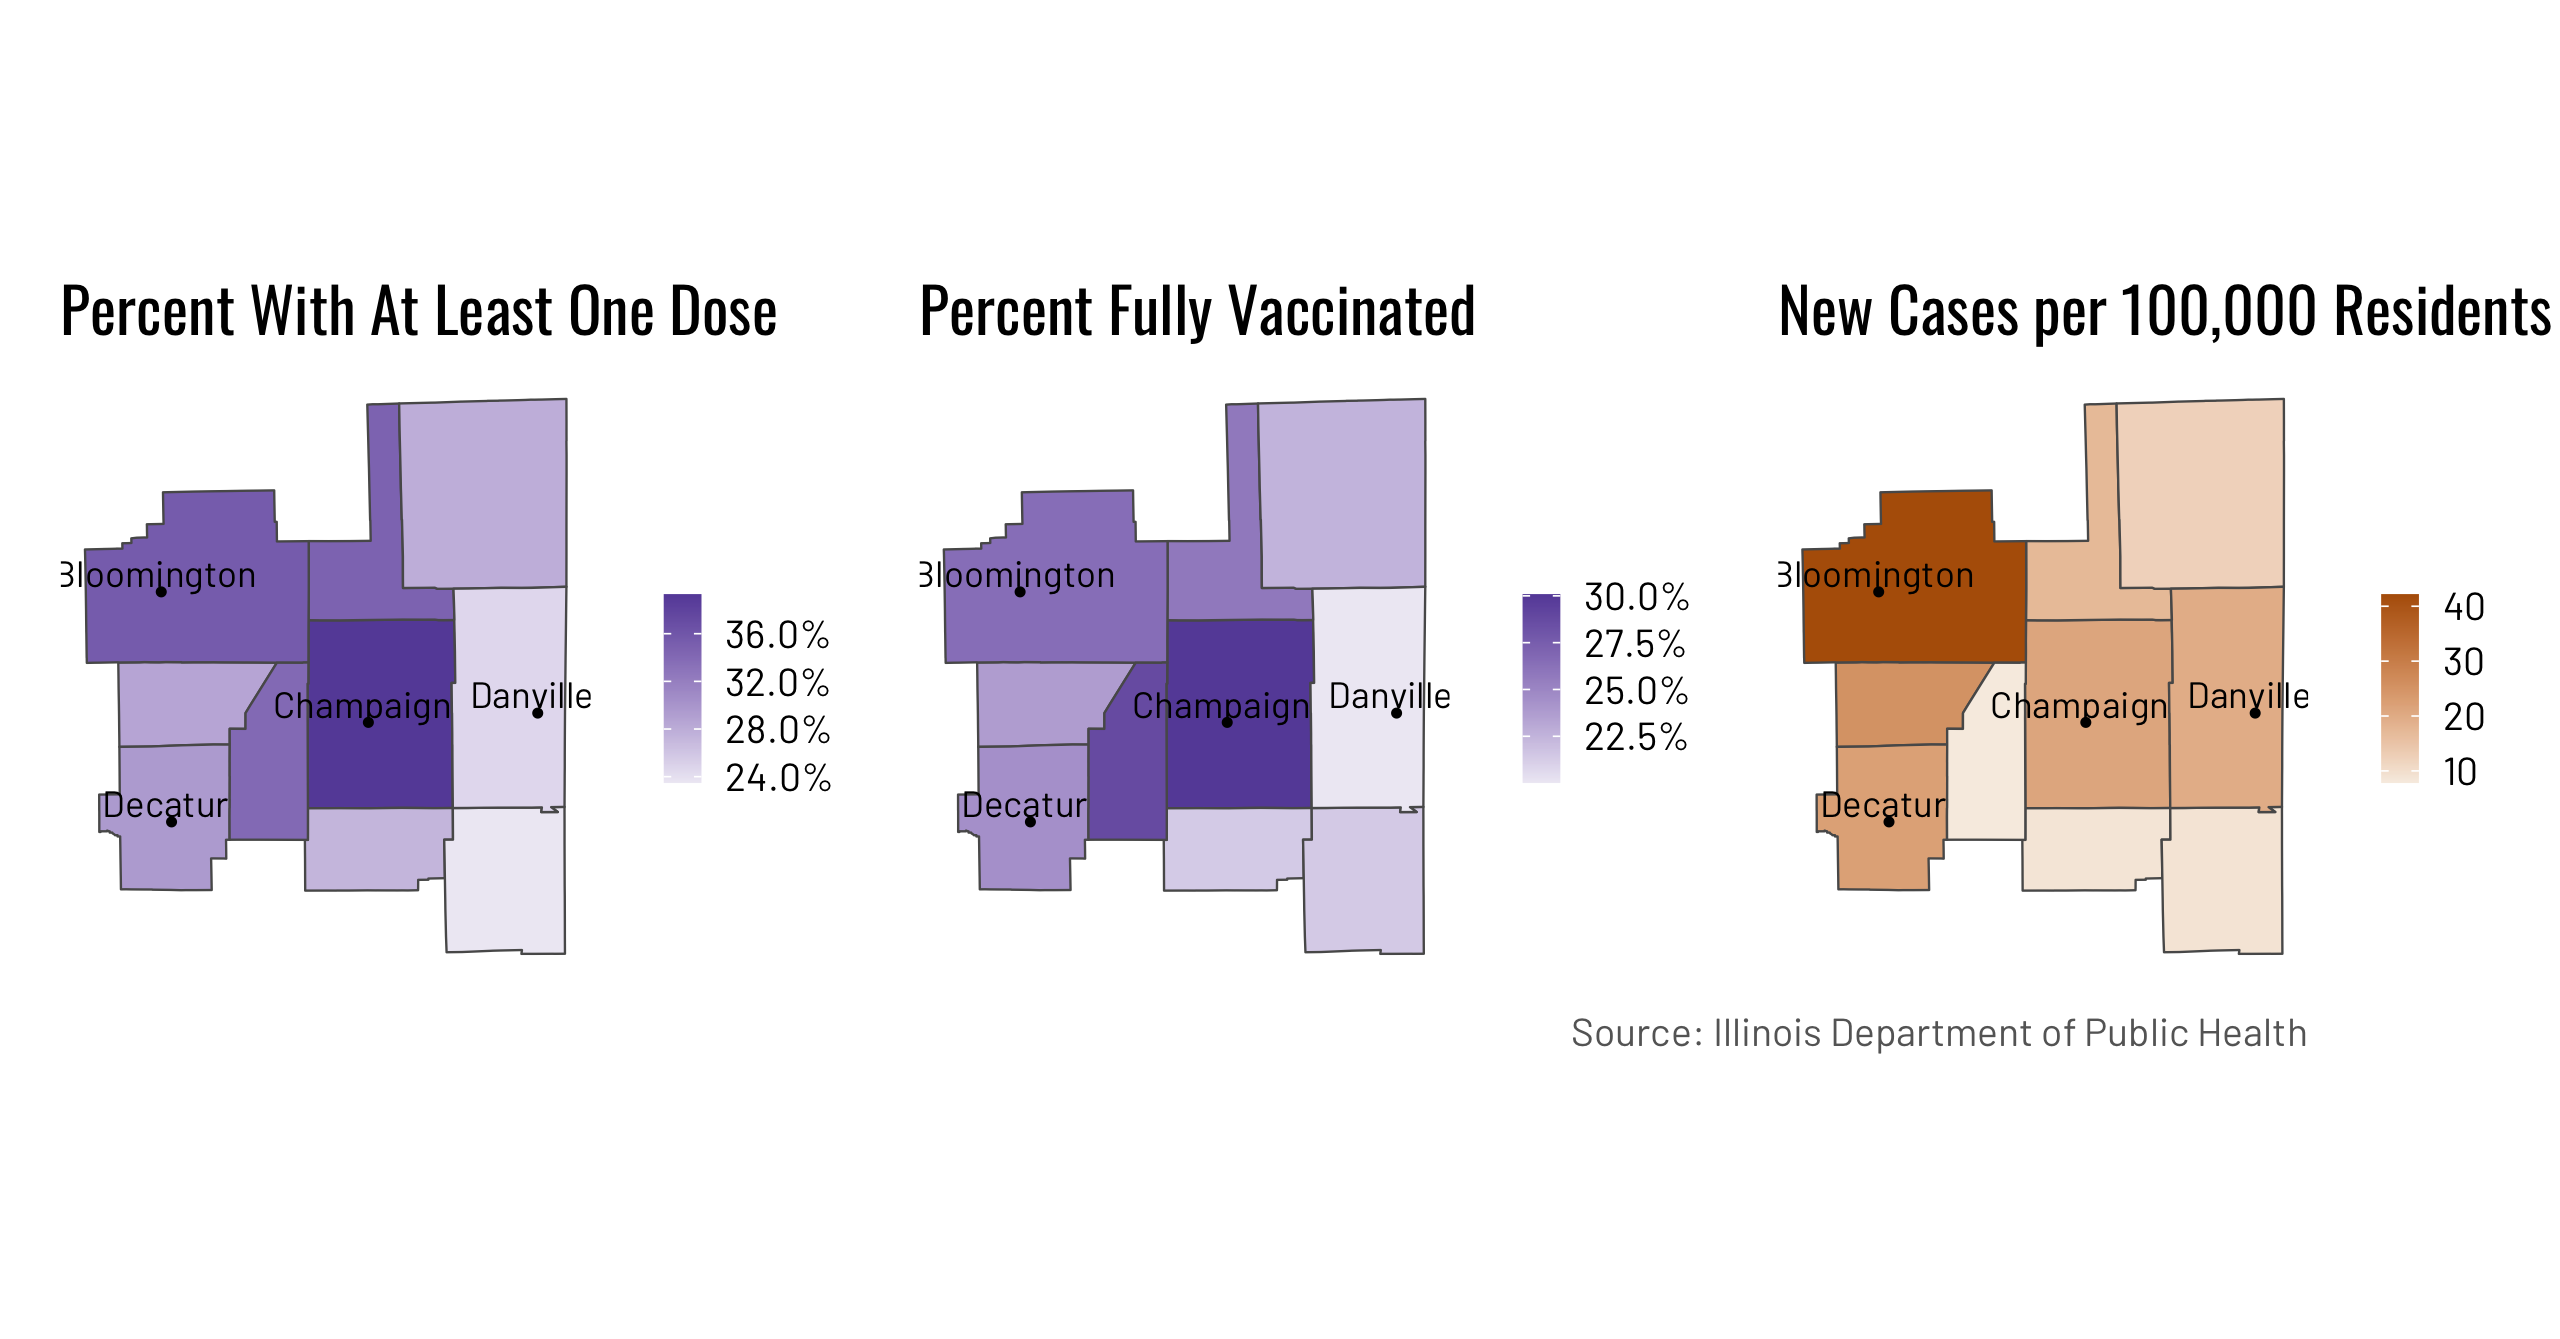 Percent With At Least One Dose
Bloomington
Champaign
Danville
Decatur
36.0%
32.0%
28.0%
24.0%
Percent Fully Vaccinated
Bloomington
Champaign
Danville
Decatur
30.0%
27.5%
25.0%
22.5%
New Cases per 100,000 Residents
Bloomington
Champaign
Danville
Decatur
40
30
20
10
Source: Illinois Department of Public Health